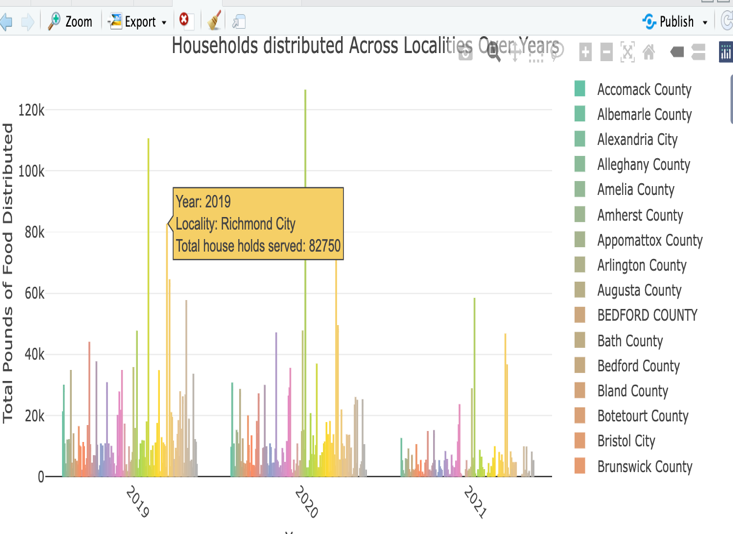 Zoom
Export
Publish
Households distributed Across Localities Over Years
Total Pounds of Food Distributed
120k
100k
80k
60k
40k
20k
0
Year: 2019
Locality: Richmond City
Total house holds served: 82750
2019
2020
2021
Accomack County
Albemarle County
Alexandria City
Alleghany County
Amelia County
Amherst County
Appomattox County
Arlington County
Augusta County
BEDFORD COUNTY
Bath County
Bedford County
Bland County
Botetourt County
Bristol City
Brunswick County